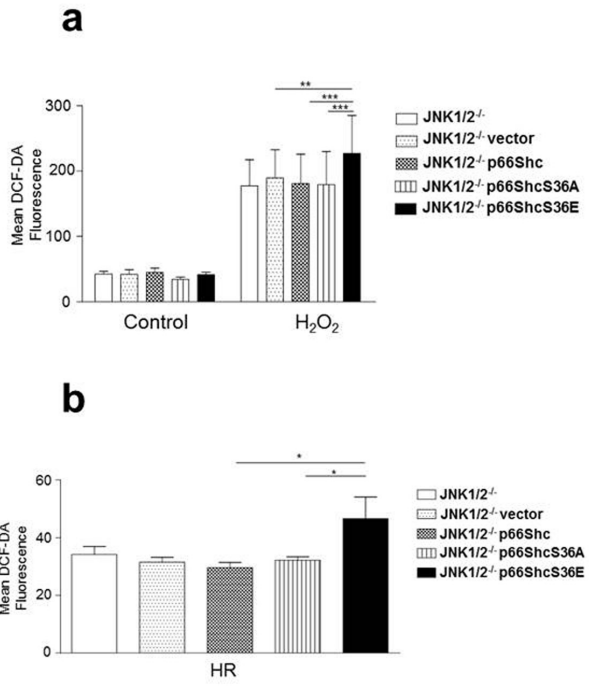 a
**
***
***
300
200
100
0
Mean DCF-DA
Fluorescence
Control
H₂O₂
JNK1/2⁻/⁻
JNK1/2⁻/⁻ vector
JNK1/2⁻/⁻ p66Shc
JNK1/2⁻/⁻ p66ShcS36A
JNK1/2⁻/⁻ p66ShcS36E
b
*
*
60
40
20
0
Mean DCF-DA
Fluorescence
HR
JNK1/2⁻/⁻
JNK1/2⁻/⁻ vector
JNK1/2⁻/⁻ p66Shc
JNK1/2⁻/⁻ p66ShcS36A
JNK1/2⁻/⁻ p66ShcS36E